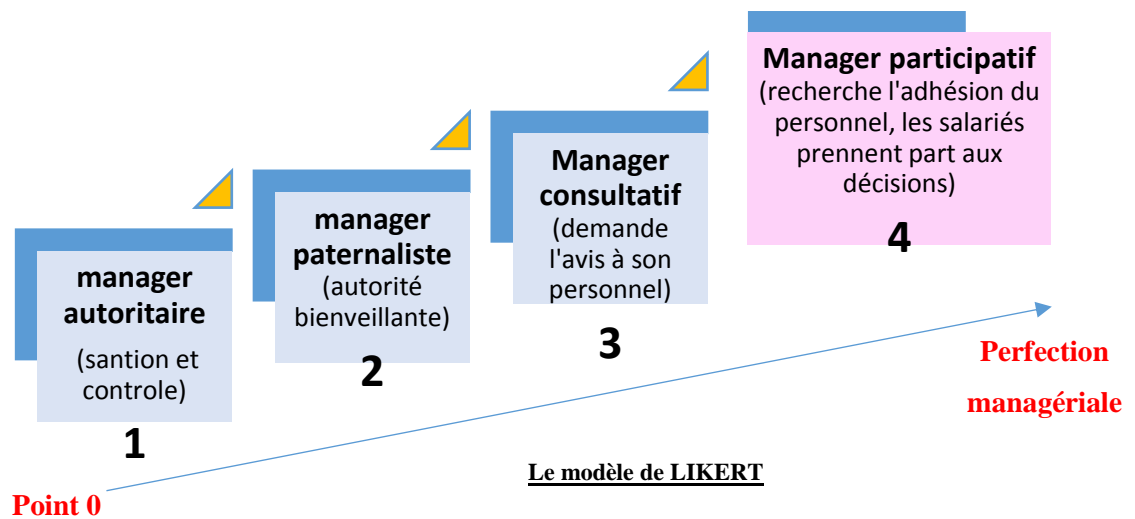 manager
autoritaire
(santion et
controle)
1
manager
paternaliste
(autorité
bienveillante)
2
Manager
consultatif
(demande
l'avis à son
personnel)
3
Manager participatif
(recherche l'adhésion du
personnel, les salariés
prennent part aux
décisions)
4
Perfection
managériale
Le modèle de LIKERT
Point 0